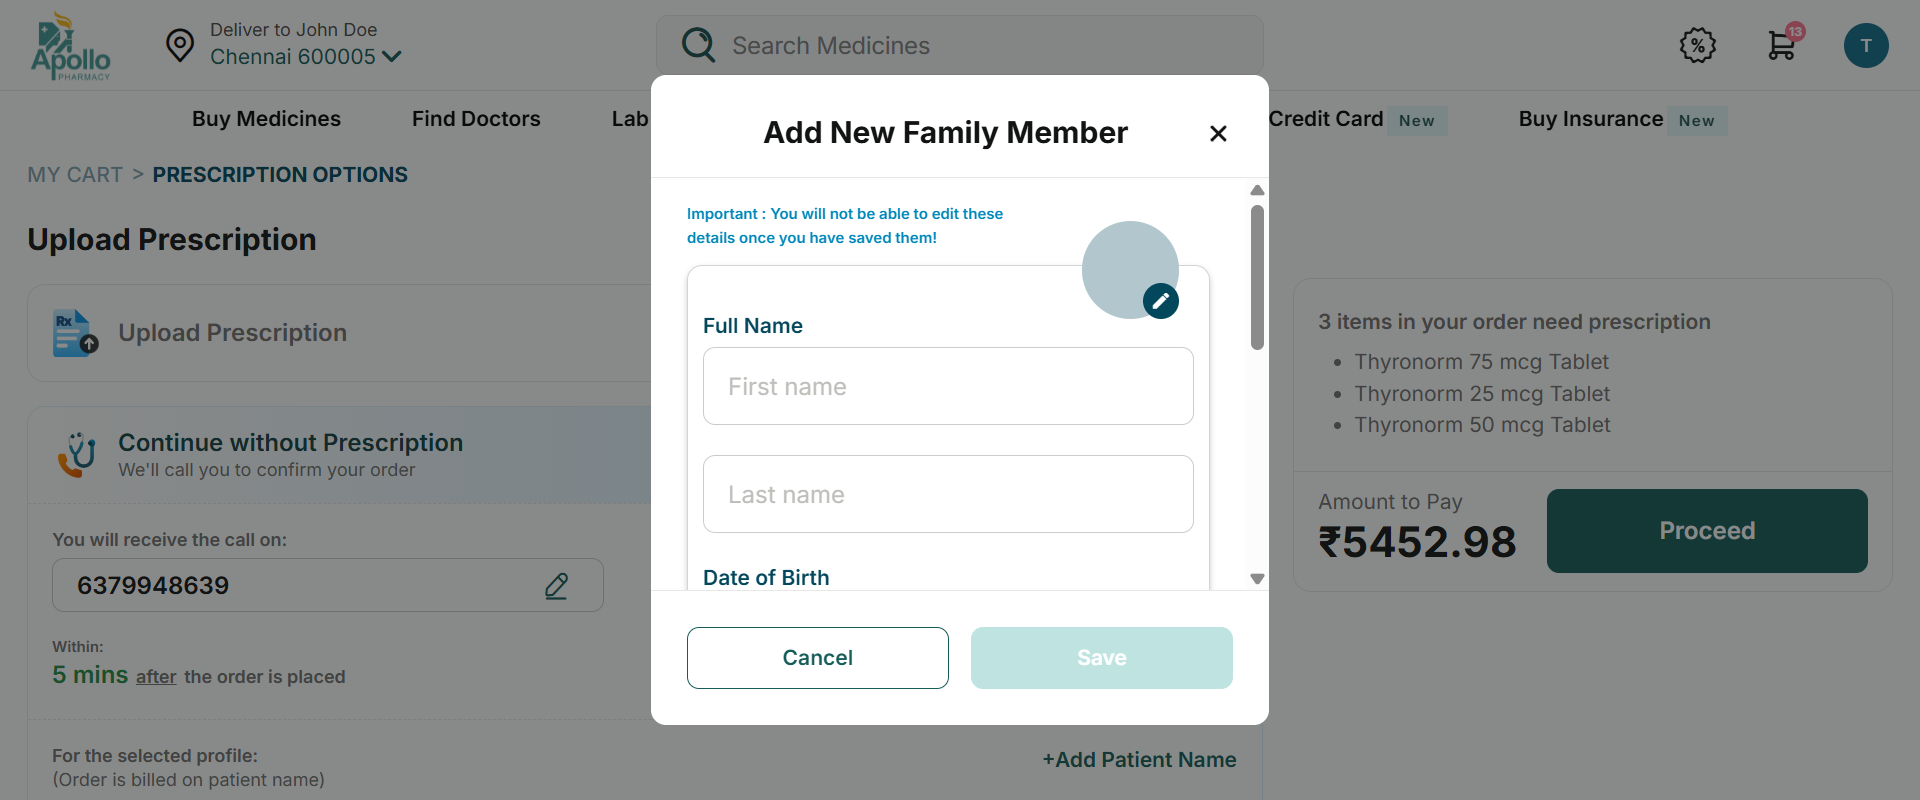 Apollo
PHARMACY
Deliver to John Doe
Chennai 600005
Search Medicines
%
13
T
Buy Medicines
Find Doctors
Lab
Credit Card New
Buy Insurance New
MY CART > PRESCRIPTION OPTIONS
Upload Prescription
Rx
Upload Prescription
Continue without Prescription
We'll call you to confirm your order
You will receive the call on:
6379948639
Within:
5 mins after the order is placed
For the selected profile:
(Order is billed on patient name)
+Add Patient Name
Add New Family Member
Important : You will not be able to edit these
details once you have saved them!
Full Name
First name
Last name
Date of Birth
Cancel
Save
3 items in your order need prescription
• Thyronorm 75 mcg Tablet
• Thyronorm 25 mcg Tablet
• Thyronorm 50 mcg Tablet
Amount to Pay
₹5452.98
Proceed